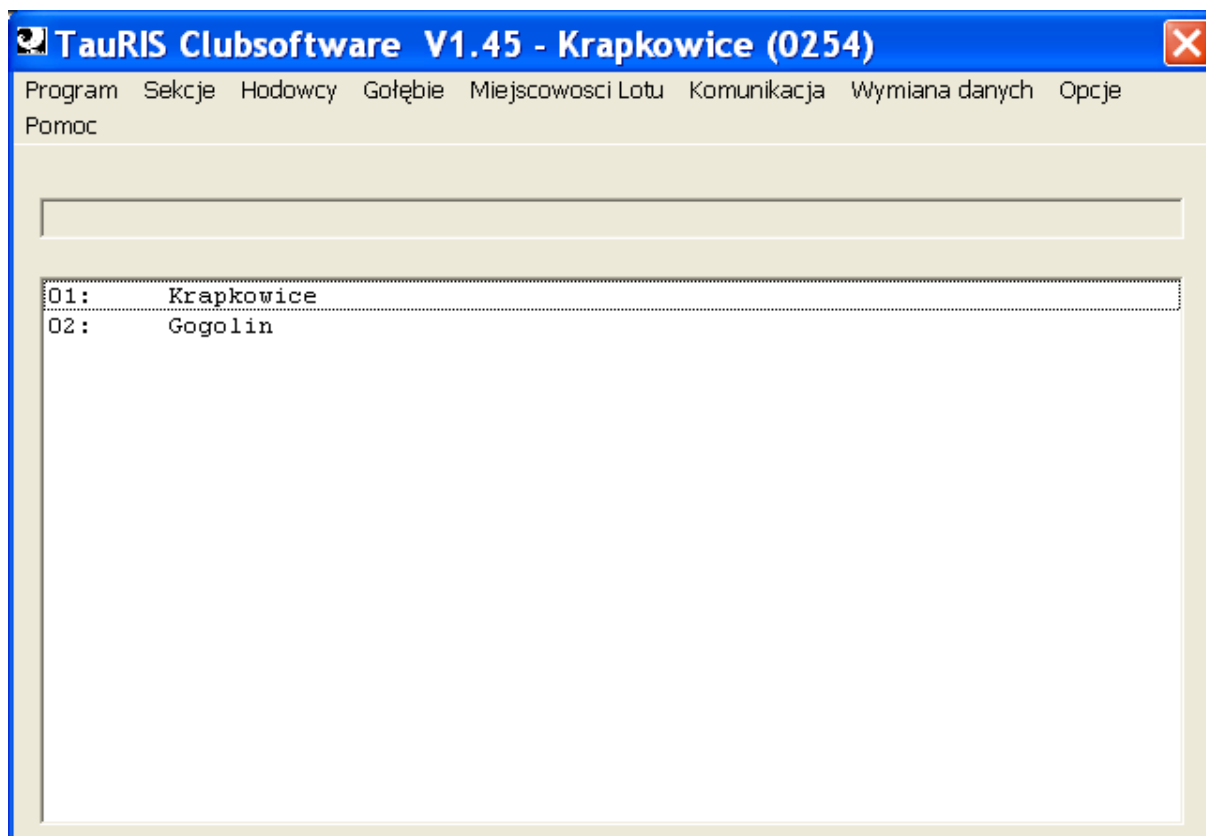 TauRIS Clubsoftware V1.45 - Krapkowice (0254)
Program Sekcje Hodowcy Gołębie Miejscowosci Lotu Komunikacja Wymiana danych Opcje
Pomoc
01: Krapkowice
02: Gogolin